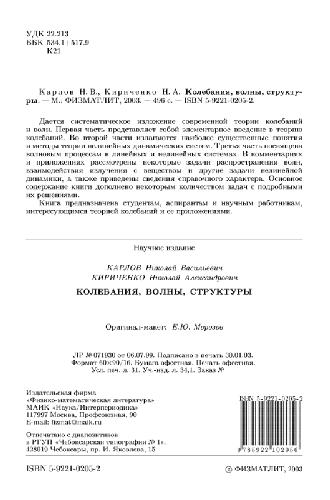 УДК 22.213
ББК 534.1+517.9
К21
Карлов Н. В., Кириченко Н. А. Колебания, волны, структу-
ры. — М.: ФИЗМАТЛИТ, 2003. — 496 с. — ISBN 5-9221-0205-2.
Дается систематическое изложение современной теории колебаний
и волн. Первая часть представляет собой элементарное введение в теорию
колебаний. Во второй части излагаются наиболее существенные понятия
и методы теории нелинейных динамических систем. Третья часть посвящена
волновым процессам в линейных и нелинейных системах. В комментариях
и приложениях рассмотрены некоторые задачи распространения волн,
взаимодействия излучения с веществом и другие задачи нелинейной
динамики, а также приведены сведения справочного характера. Основное
содержание книги дополнено некоторым количеством задач с подробными
их решениями.
Книга предназначена студентам, аспирантам и научным работникам,
интересующимся теорией колебаний и ее приложениями.
Научное издание
КАРЛОВ Николай Васильевич
КИРИЧЕНКО Николай Александрович
КОЛЕБАНИЯ, ВОЛНЫ, СТРУКТУРЫ
Оригинал-макет: Е.Ю. Морозов
ЛР №071930 от 06.07.99. Подписано в печать 30.01.03.
Формат 60×90/16. Бумага офсетная. Печать офсетная.
Усл. печ. л. 31. Уч.-изд. л. 34,1. Заказ №
Издательская фирма
«Физико-математическая литература»
МАИК «Наука/Интерпериодика»
117997 Москва, Профсоюзная, 90
E-mail: fizmat@maik.ru
Отпечатано с диапозитивов
в РГУП «Чебоксарская типография №1».
428019 Чебоксары, пр. И. Яковлева, 15
ISBN 5-9221-0205-2
ISBN 5-9221-0205-2
© ФИЗМАТЛИТ, 2003